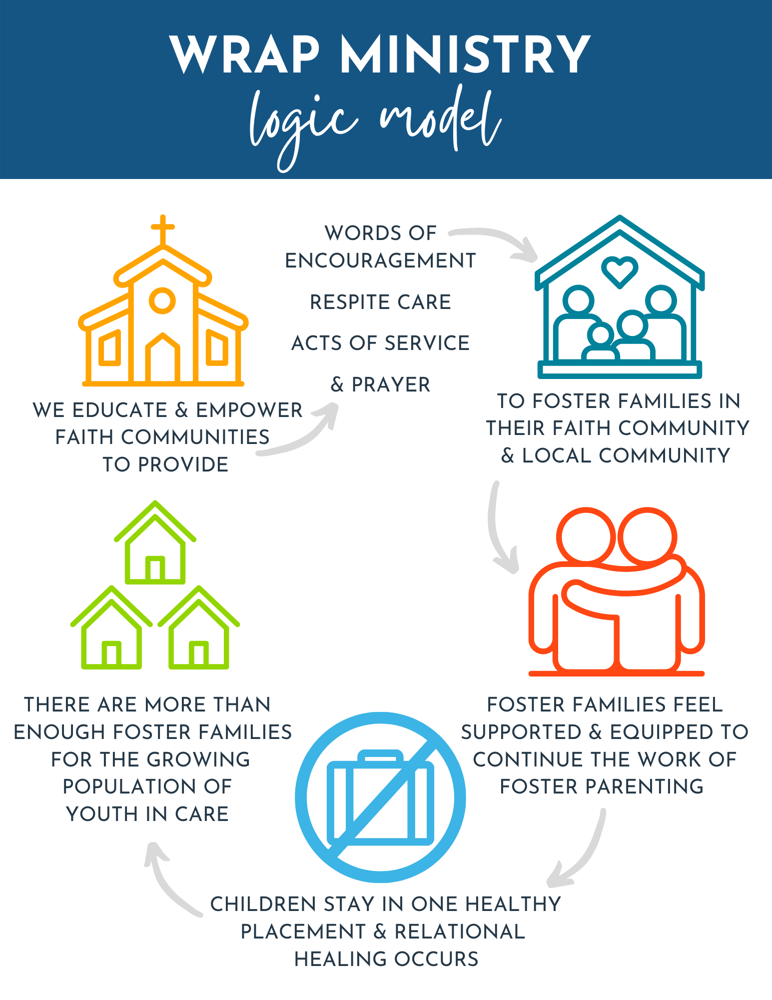 WRAP MINISTRY
logic model
WE EDUCATE & EMPOWER
FAITH COMMUNITIES
TO PROVIDE
WORDS OF
ENCOURAGEMENT
RESPITE CARE
ACTS OF SERVICE
& PRAYER
TO FOSTER FAMILIES IN
THEIR FAITH COMMUNITY
& LOCAL COMMUNITY
FOSTER FAMILIES FEEL
SUPPORTED & EQUIPPED TO
CONTINUE THE WORK OF
FOSTER PARENTING
CHILDREN STAY IN ONE HEALTHY
PLACEMENT & RELATIONAL
HEALING OCCURS
THERE ARE MORE THAN
ENOUGH FOSTER FAMILIES
FOR THE GROWING
POPULATION OF
YOUTH IN CARE